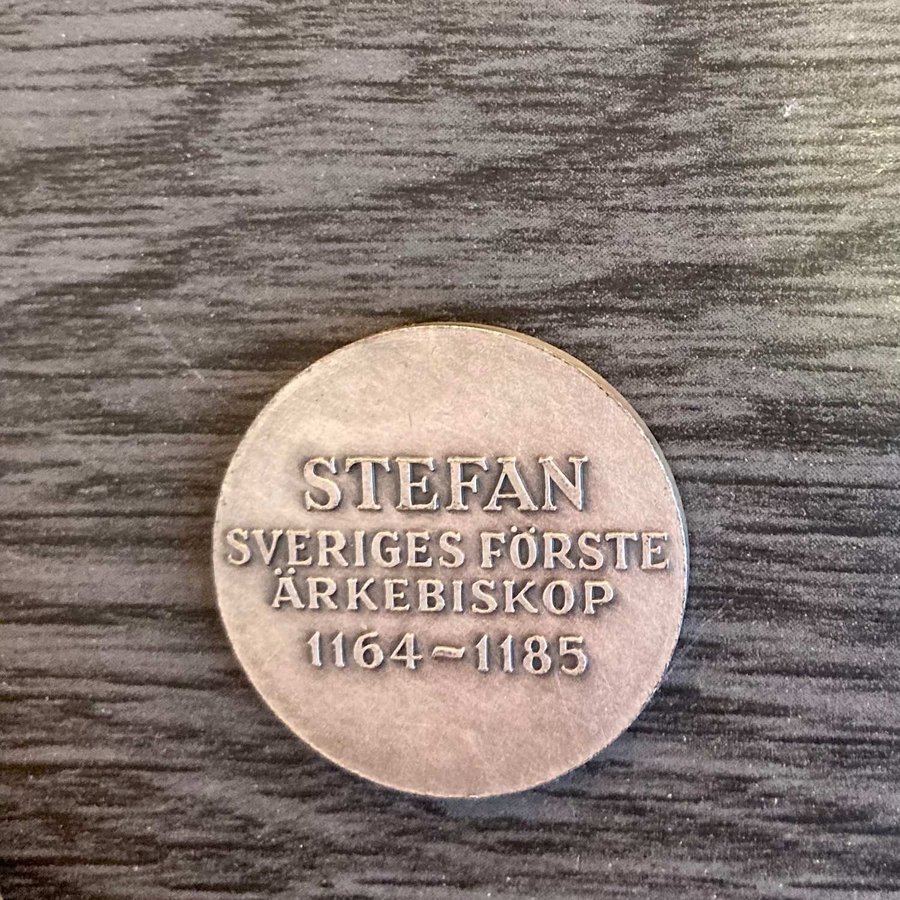 STEFAN
SVERIGES FÖRSTE
ÄRKEBISKOP
1164-1185